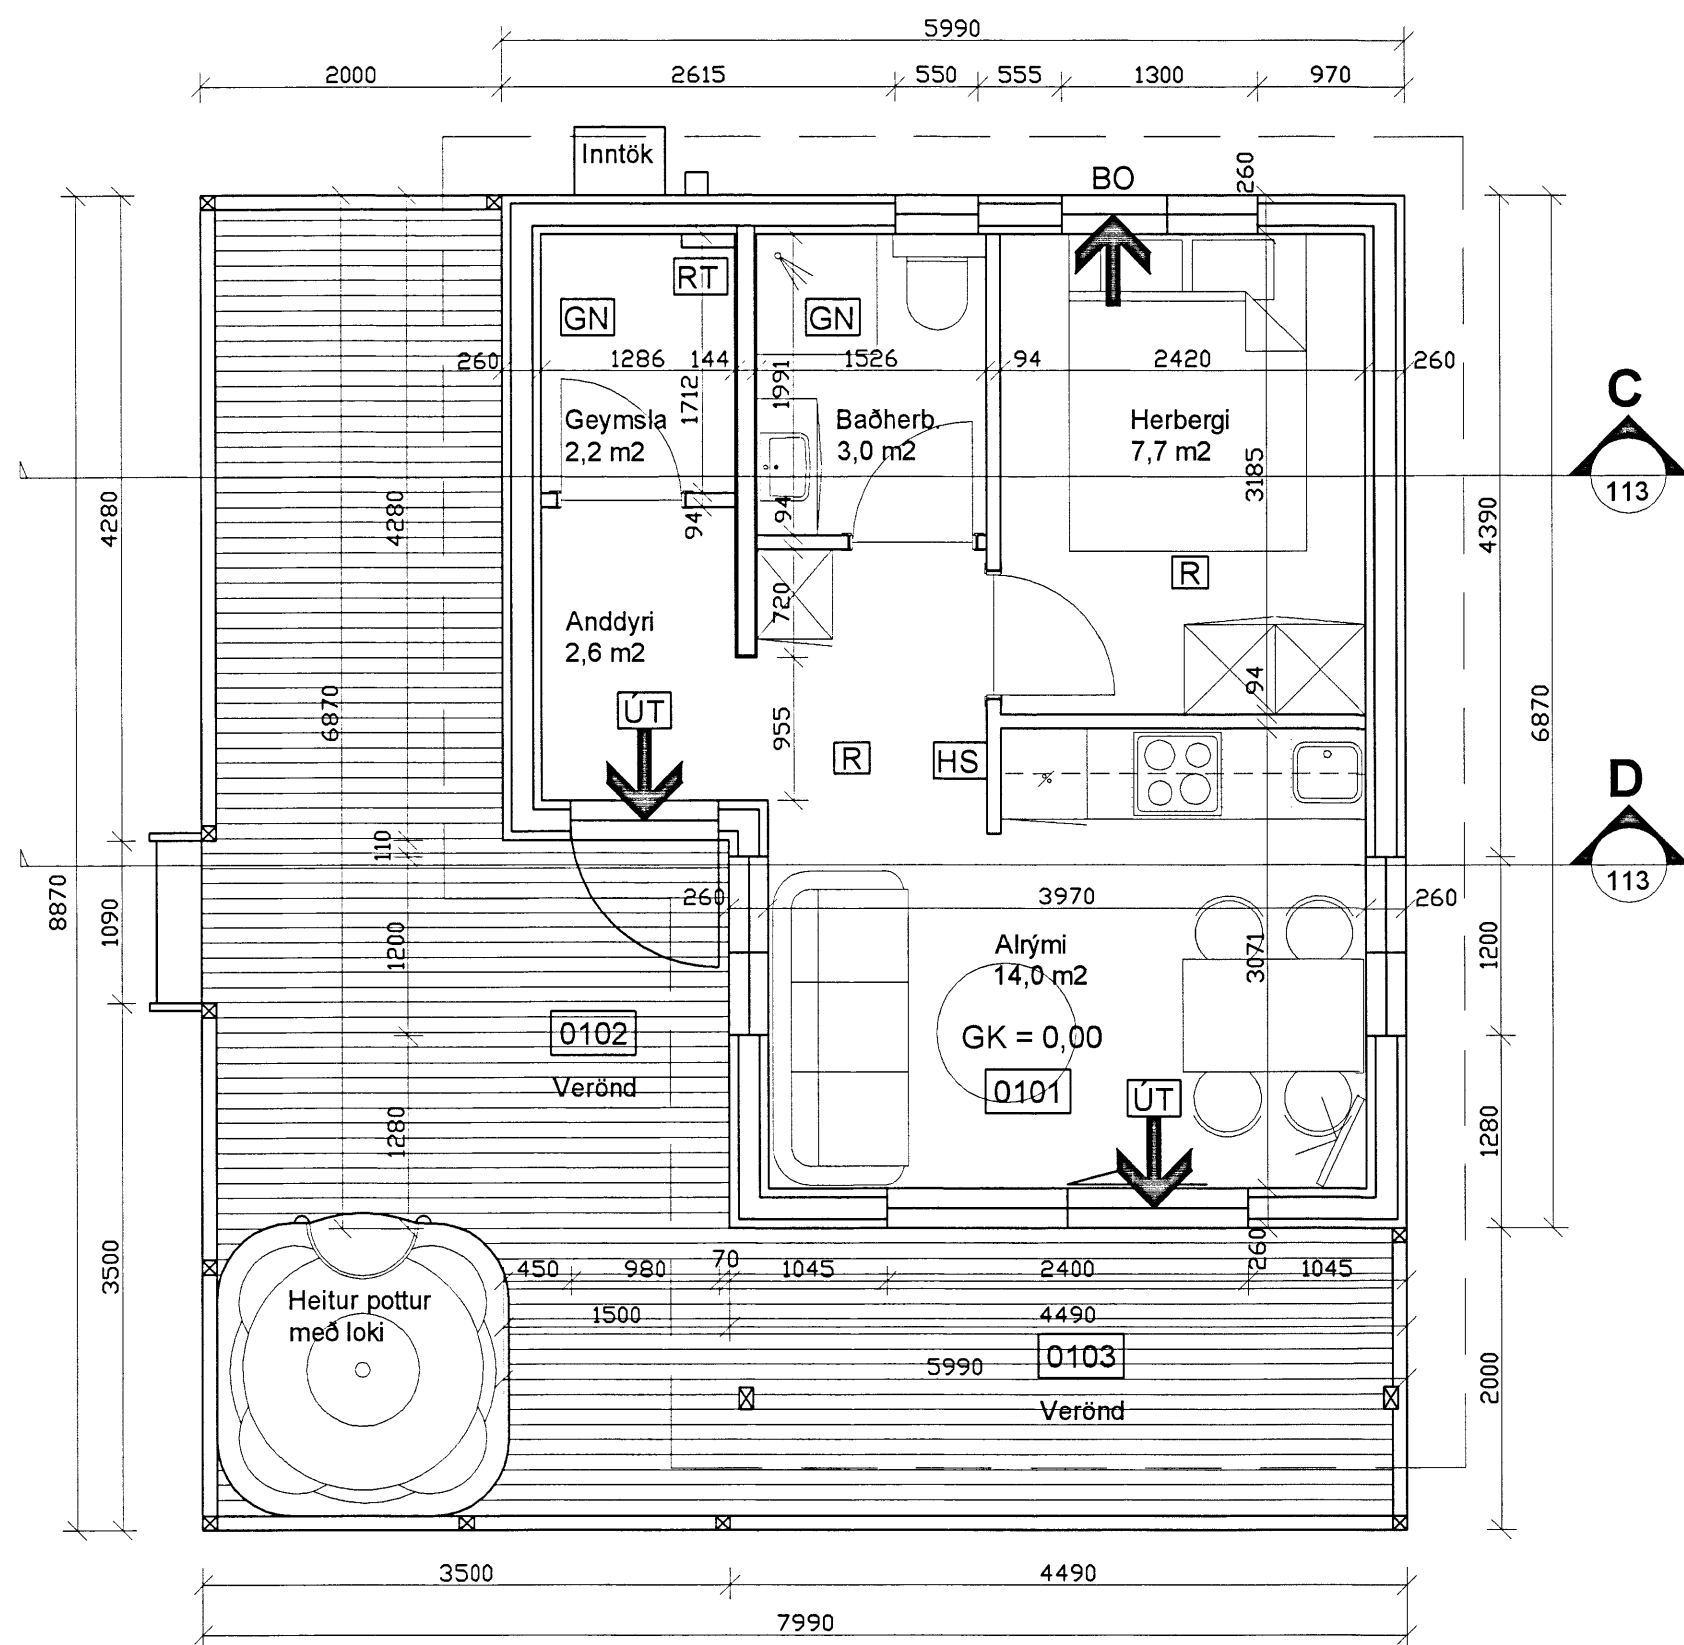 5990
2000 2615 550 555 1300 970
Inntök
BO
260
RT
GN
GN
260 1286 144 1526 94 2420 260
1712
1991
C
Geymsla
2,2 m2
Baðherb.
3,0 m2
Herbergi
7,7 m2
3185
113
4280
4280
94
94
4390
R
720
Anddyri
2,6 m2
94
6870
ÚT
955
R
HS
6870
D
110
113
8870
1090
260 3970 260
1200
Alrými
14,0 m2
3071
1200
0102
GK = 0,00
Verönd
0101
ÚT
1280
1280
3500
70
260
450 980 1045 2400 1045
Heitur pottur
með loki
1500 4490
0103
5990
2000
Verönd
3500 4490
7990